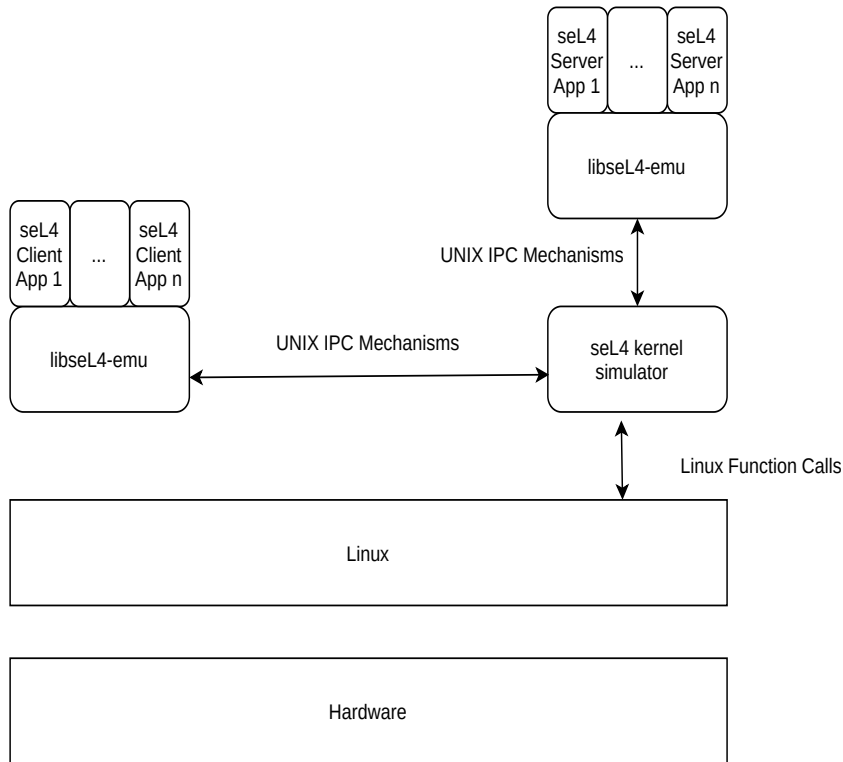 seL4
Server
App 1
...
seL4
Server
App n
libseL4-emu
UNIX IPC Mechanisms
seL4
Client
App 1
...
seL4
Client
App n
libseL4-emu
UNIX IPC Mechanisms
seL4 kernel
simulator
Linux Function Calls
Linux
Hardware